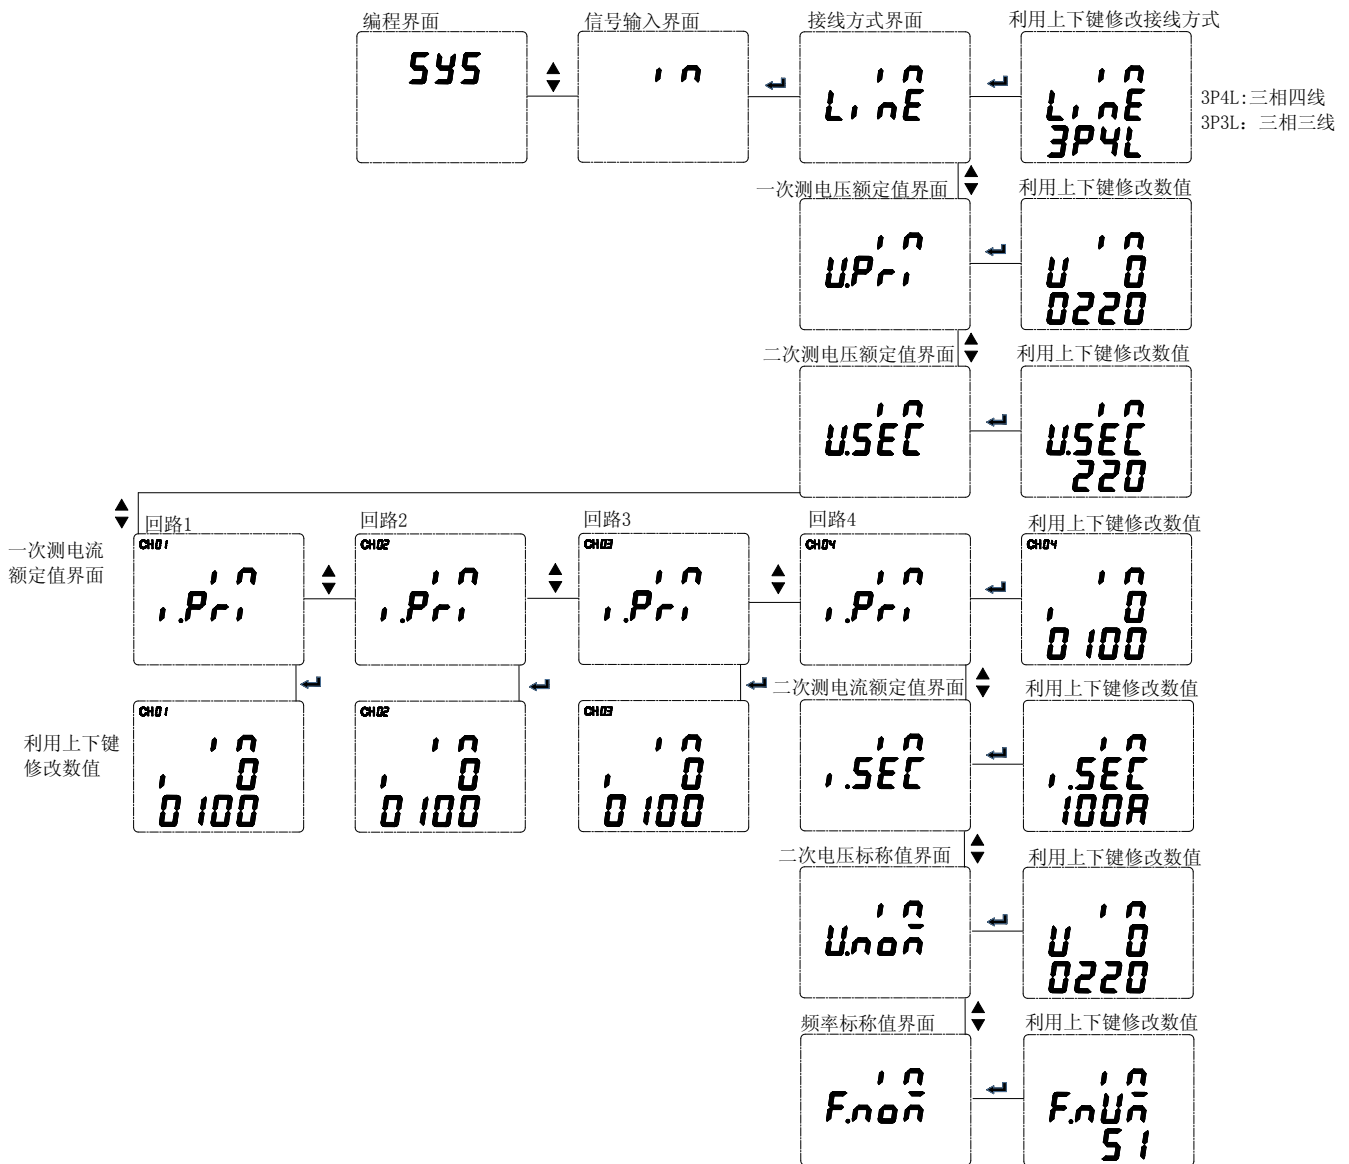 编程界面
信号输入界面
接线方式界面
利用上下键修改接线方式
SYS
in
in
LinE
in
LinE
3P4L
3P4L:三相四线
3P3L: 三相三线
一次测电压额定值界面
利用上下键修改数值
in
U.Pri
in
U 0
0220
二次测电压额定值界面
利用上下键修改数值
in
U.SEC
in
U.SEC
220
一次测电流
额定值界面
回路1
回路2
回路3
回路4
利用上下键修改数值
CH01
in
i.Pri
CH02
in
i.Pri
CH03
in
i.Pri
CH04
in
i.Pri
CH04
in
i 0
0100
利用上下键
修改数值
CH01
in
i 0
0100
CH02
in
i 0
0100
CH03
in
i 0
0100
二次测电流额定值界面
利用上下键修改数值
in
i.SEC
in
i.SEC
100A
二次电压标称值界面
利用上下键修改数值
in
U.nom
in
U 0
0220
频率标称值界面
利用上下键修改数值
in
F.nom
in
F.nUm
51